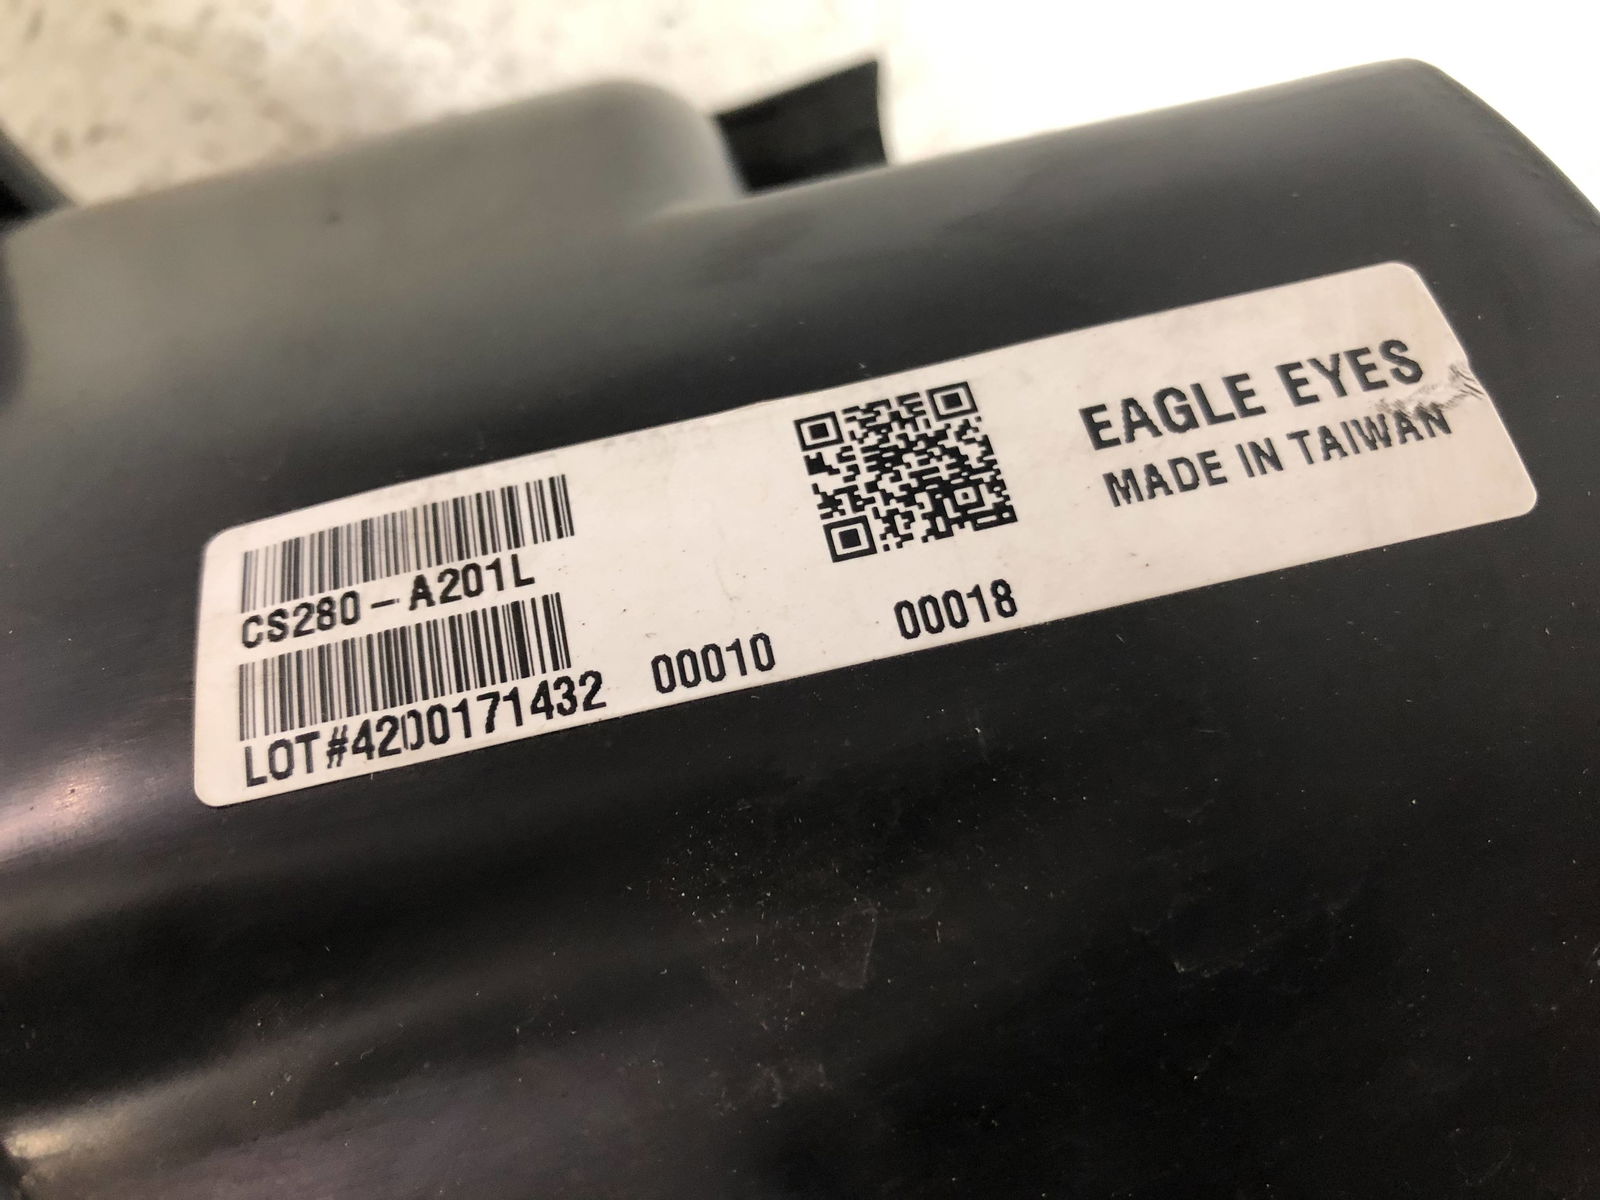 CS280-A201L
LOT#4200171432 00010 00018
EAGLE EYES
MADE IN TAIWAN